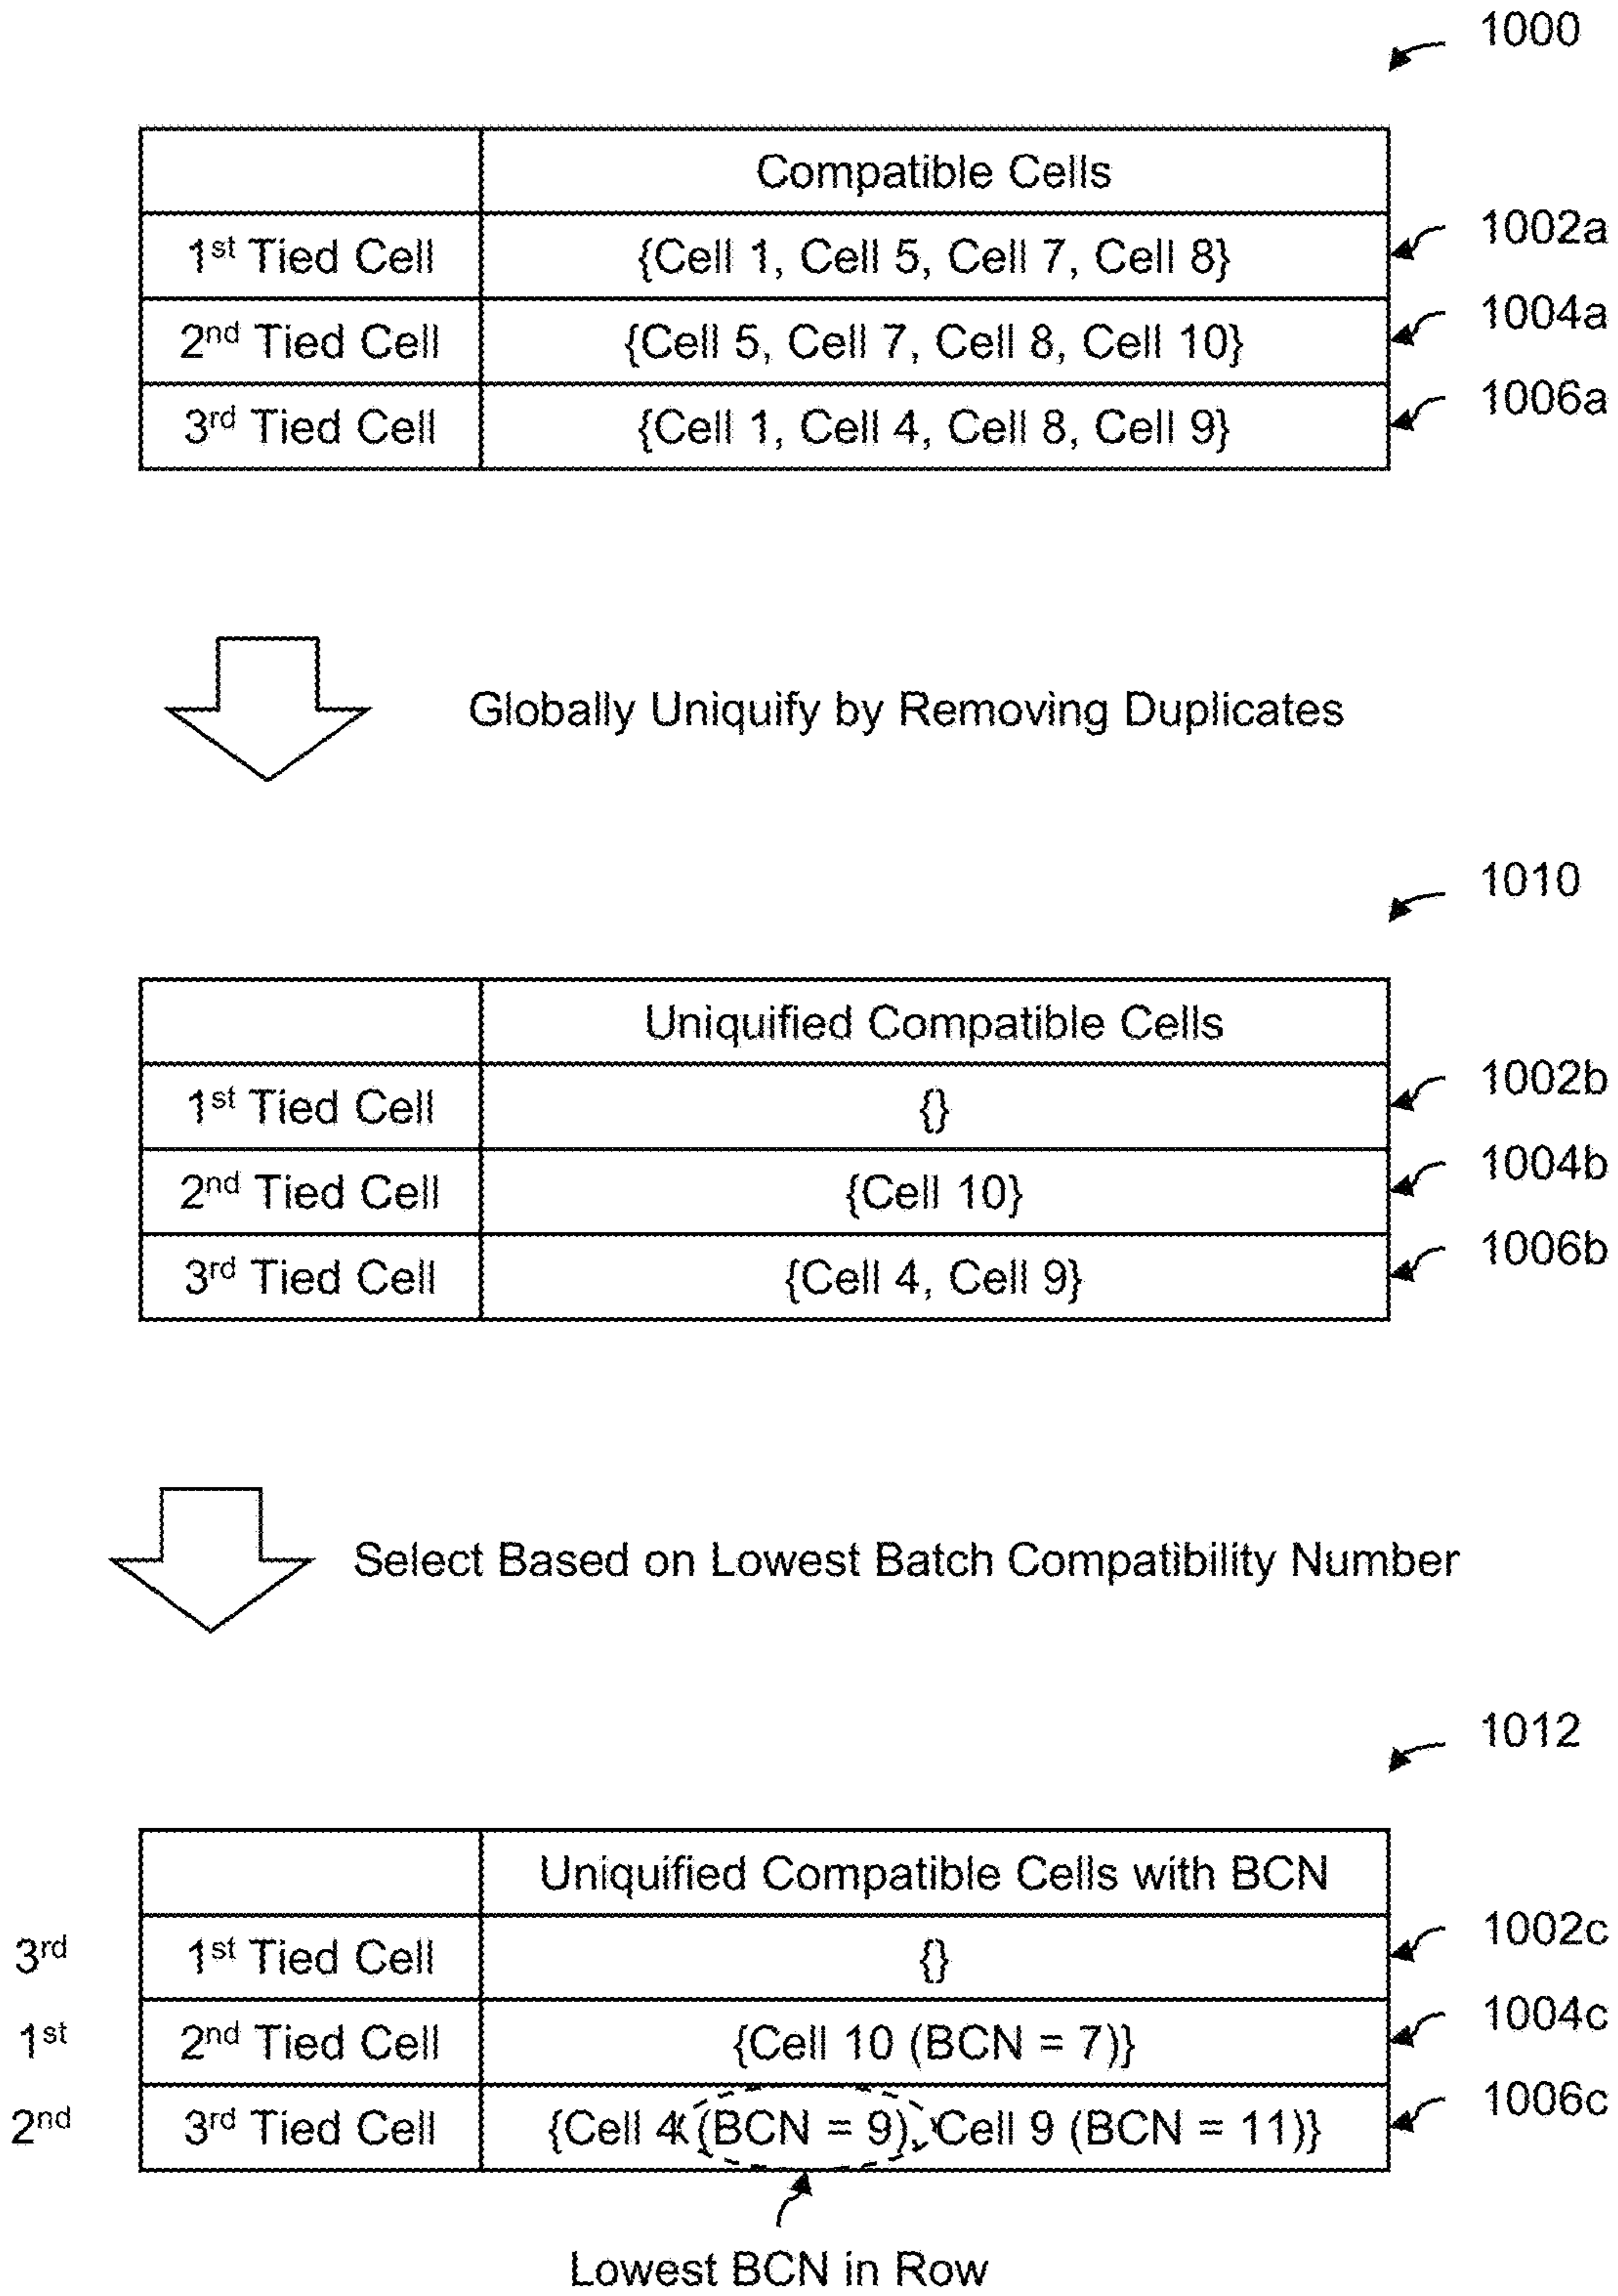 1000
Compatible Cells
1st Tied Cell {Cell 1, Cell 5, Cell 7, Cell 8} 1002a
2nd Tied Cell {Cell 5, Cell 7, Cell 8, Cell 10} 1004a
3rd Tied Cell {Cell 1, Cell 4, Cell 8, Cell 9} 1006a
Globally Uniquify by Removing Duplicates
1010
Uniquified Compatible Cells
1st Tied Cell {} 1002b
2nd Tied Cell {Cell 10} 1004b
3rd Tied Cell {Cell 4, Cell 9} 1006b
Select Based on Lowest Batch Compatibility Number
1012
Uniquified Compatible Cells with BCN
3rd 1st Tied Cell {} 1002c
1st 2nd Tied Cell {Cell 10 (BCN = 7)} 1004c
2nd 3rd Tied Cell {Cell 4 (BCN = 9), Cell 9 (BCN = 11)} 1006c
Lowest BCN in Row